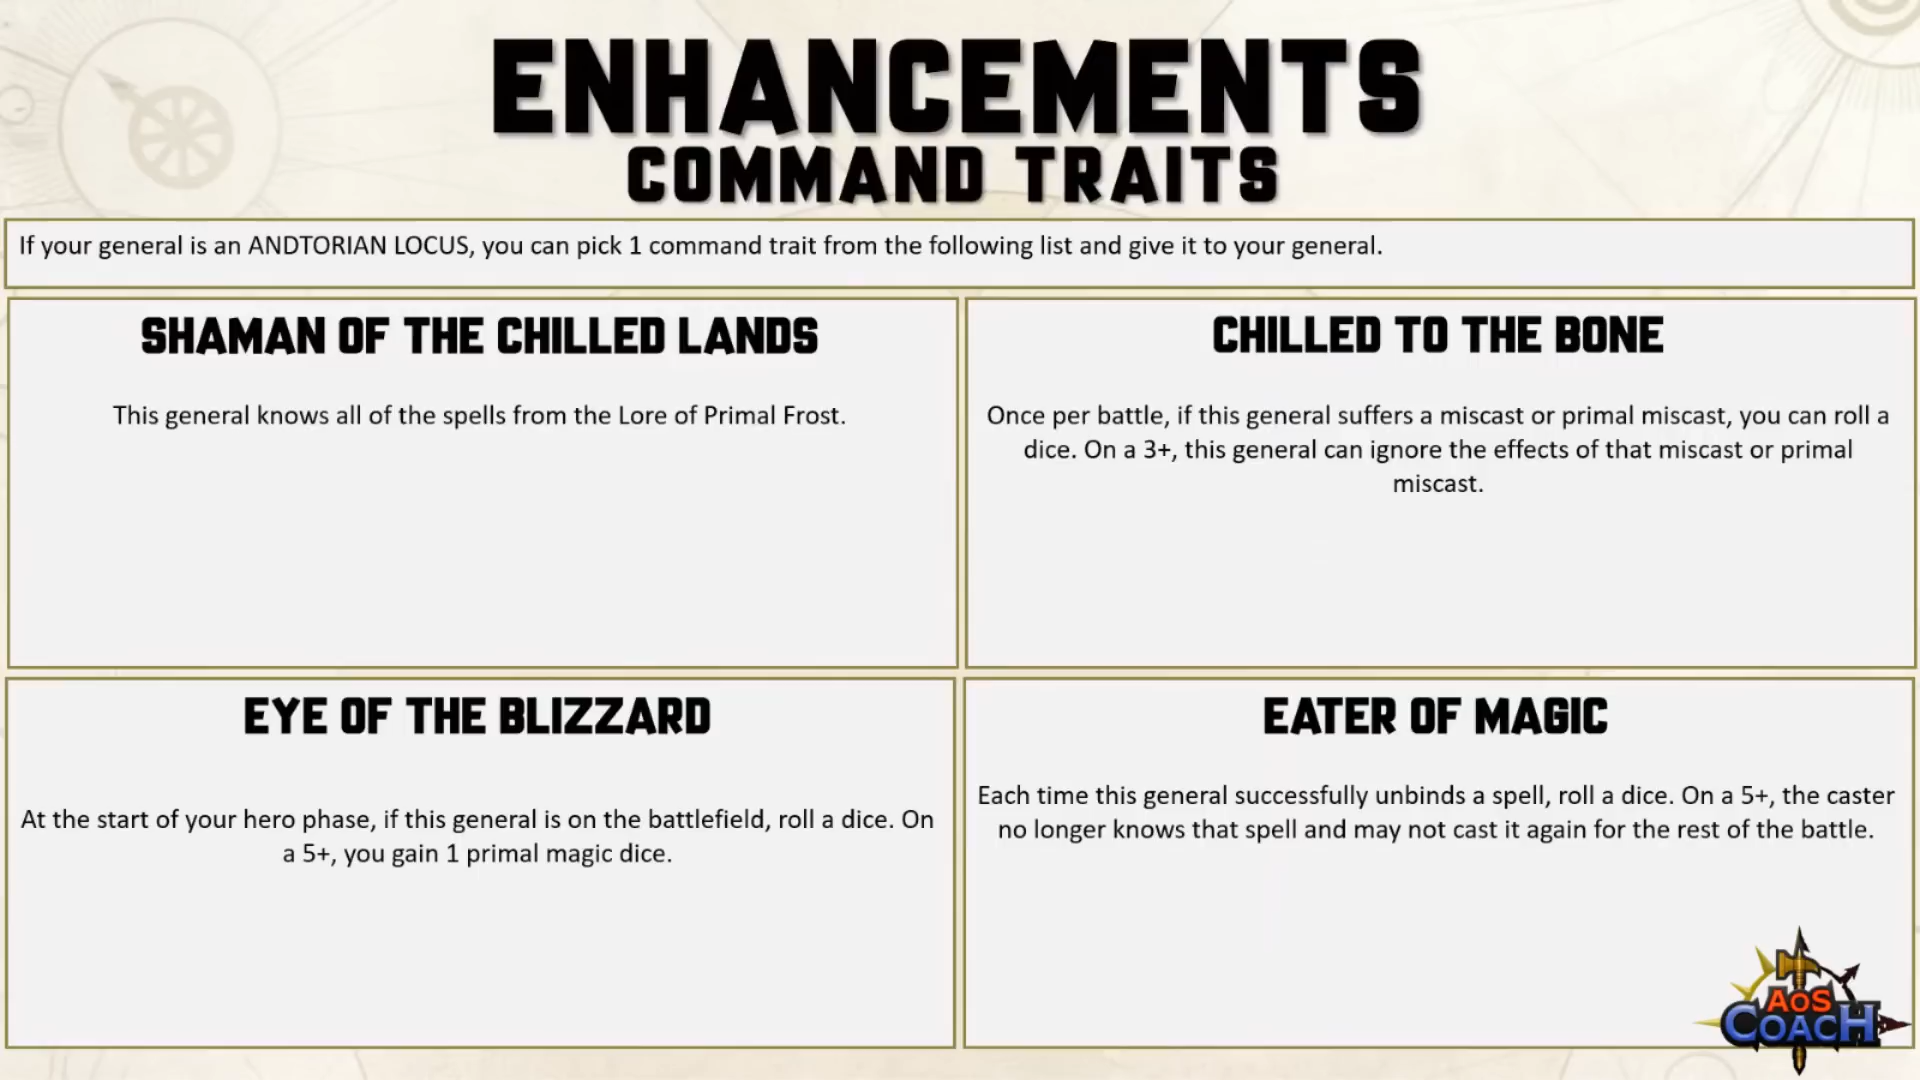 ENHANCEMENTS
COMMAND TRAITS
If your general is an ANDTORIAN LOCUS, you can pick 1 command trait from the following list and give it to your general.
SHAMAN OF THE CHILLED LANDS
This general knows all of the spells from the Lore of Primal Frost.
CHILLED TO THE BONE
Once per battle, if this general suffers a miscast or primal miscast, you can roll a
dice. On a 3+, this general can ignore the effects of that miscast or primal
miscast.
EYE OF THE BLIZZARD
At the start of your hero phase, if this general is on the battlefield, roll a dice. On
a 5+, you gain 1 primal magic dice.
EATER OF MAGIC
Each time this general successfully unbinds a spell, roll a dice. On a 5+, the caster
no longer knows that spell and may not cast it again for the rest of the battle.
AoS
COACH